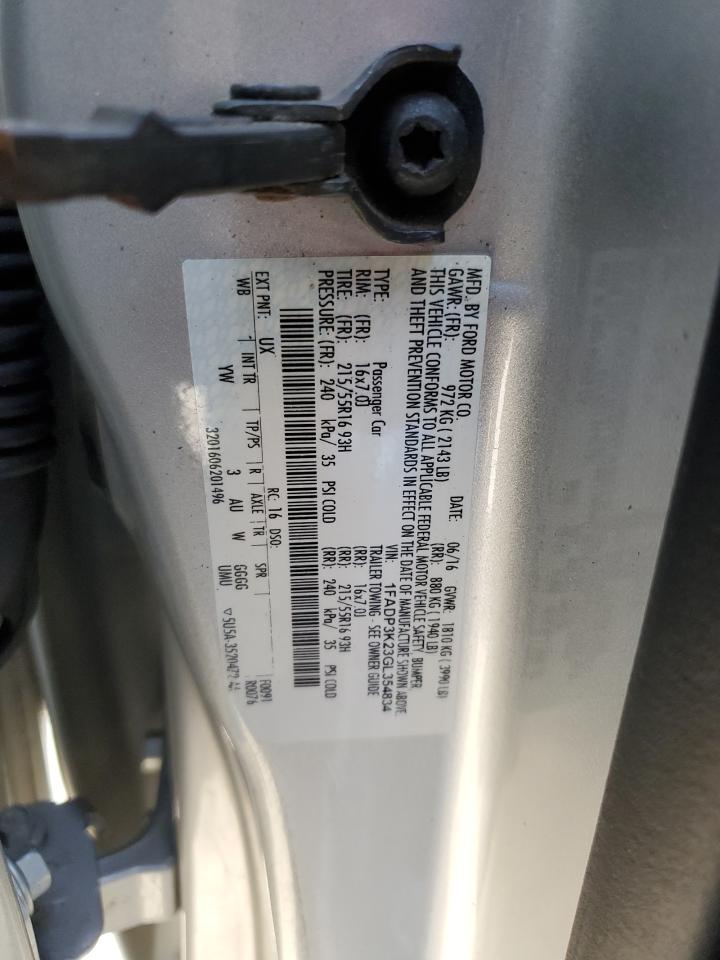 MFD. BY FORD MOTOR CO.
DATE: 06/16 GVWR: 1810 KG ( 3990 LB)
GAWR: (FR): 972 KG ( 2143 LB) (RR): 880 KG ( 1940 LB)
THIS VEHICLE CONFORMS TO ALL APPLICABLE FEDERAL MOTOR VEHICLE SAFETY, BUMPER,
AND THEFT PREVENTION STANDARDS IN EFFECT ON THE DATE OF MANUFACTURE SHOWN ABOVE.
VIN: 1FADP3K23GL354834
TYPE: Passenger Car TRAILER TOWING - SEE OWNER GUIDE
RIM: (FR): 16x7.0J (RR): 16x7.0J
TIRE: (FR): 215/55R16 93H (RR): 215/55R16 93H
PRESSURE: (FR): 240 kPa/ 35 PSI COLD (RR): 240 kPa/ 35 PSI COLD
RC: 16 DSO: F0091
EXT PNT: UX R0076
WB INT TR TP/PS R AXLE TR SPR
YW 3 AU W GGGG
UMU
3201606201496